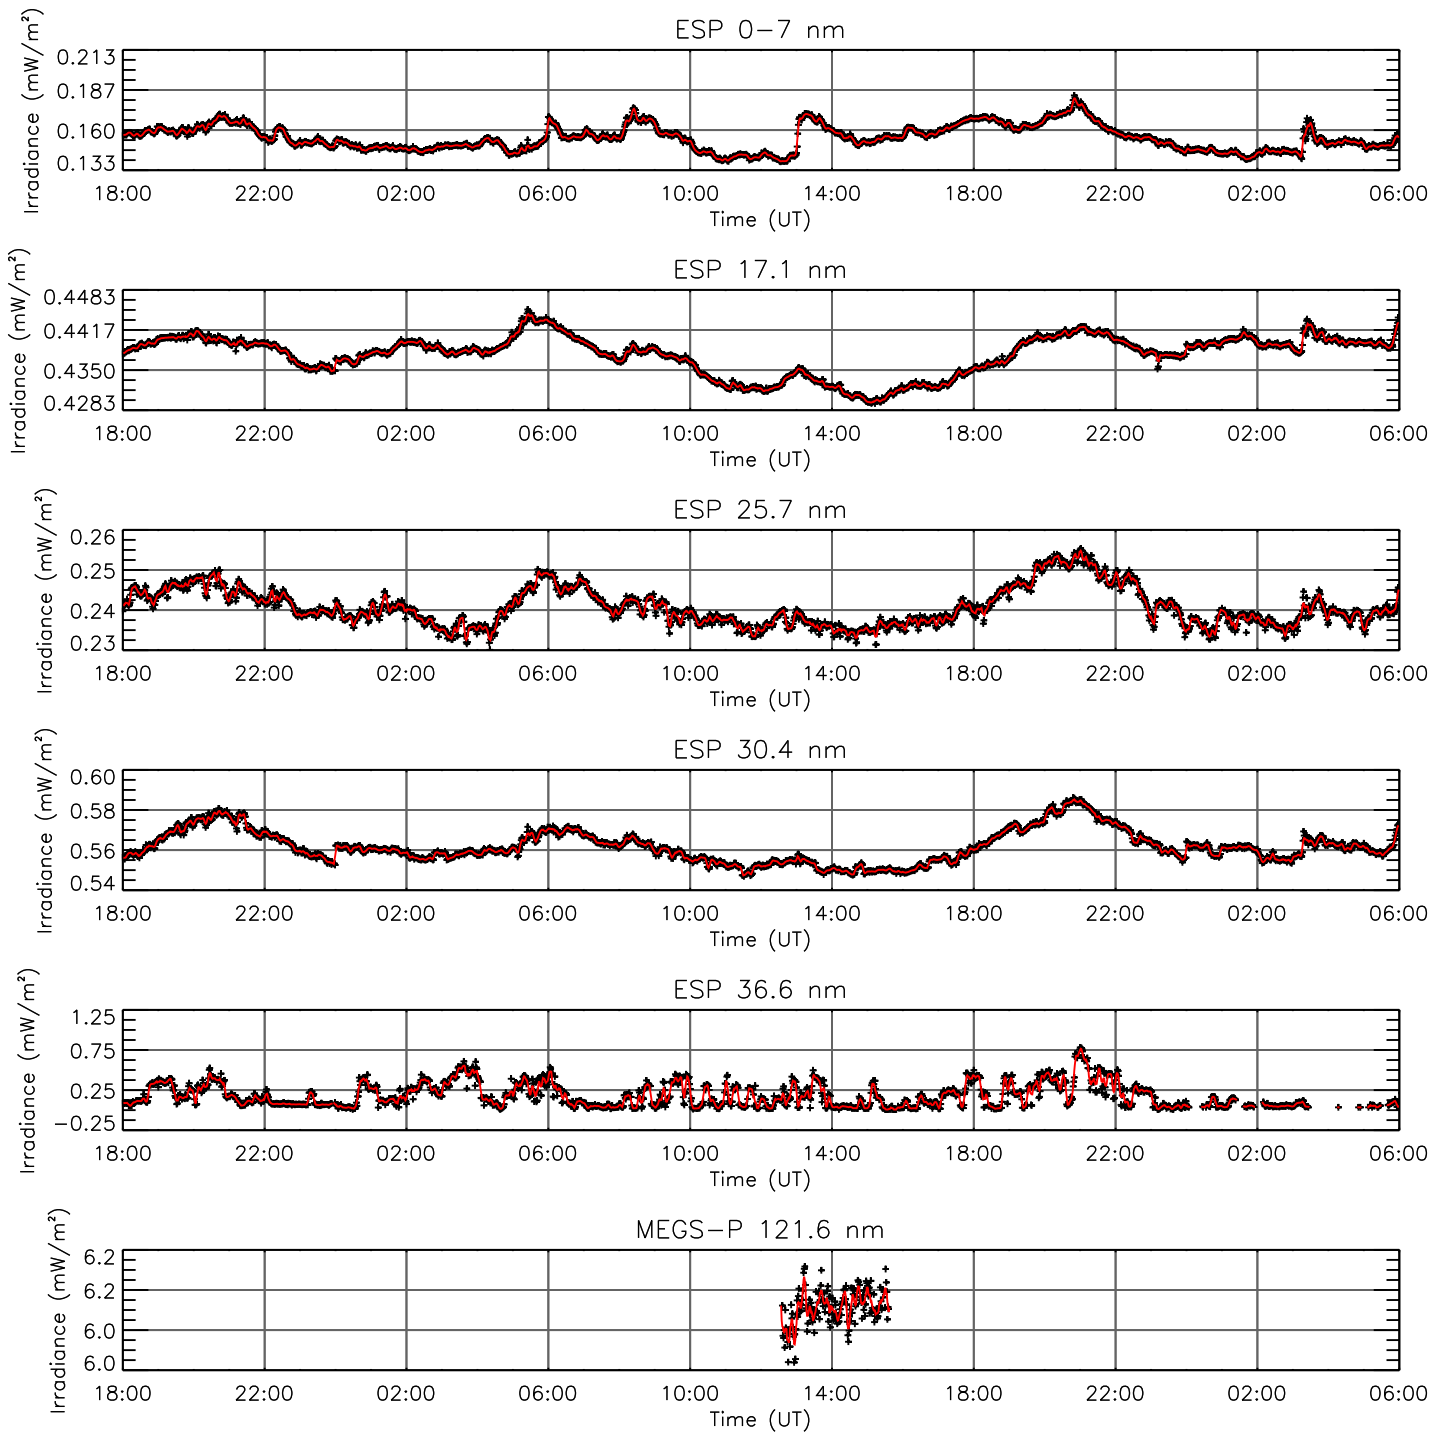 ESP 0−7 nm
Irradiance (mW/m²)
0.213
0.187
0.160
0.133
18:00 22:00 02:00 06:00 10:00 14:00 18:00 22:00 02:00 06:00
Time (UT)
ESP 17.1 nm
Irradiance (mW/m²)
0.4483
0.4417
0.4350
0.4283
18:00 22:00 02:00 06:00 10:00 14:00 18:00 22:00 02:00 06:00
Time (UT)
ESP 25.7 nm
Irradiance (mW/m²)
0.26
0.25
0.24
0.23
18:00 22:00 02:00 06:00 10:00 14:00 18:00 22:00 02:00 06:00
Time (UT)
ESP 30.4 nm
Irradiance (mW/m²)
0.60
0.58
0.56
0.54
18:00 22:00 02:00 06:00 10:00 14:00 18:00 22:00 02:00 06:00
Time (UT)
ESP 36.6 nm
Irradiance (mW/m²)
1.25
0.75
0.25
−0.25
18:00 22:00 02:00 06:00 10:00 14:00 18:00 22:00 02:00 06:00
Time (UT)
MEGS−P 121.6 nm
Irradiance (mW/m²)
6.2
6.2
6.0
6.0
18:00 22:00 02:00 06:00 10:00 14:00 18:00 22:00 02:00 06:00
Time (UT)